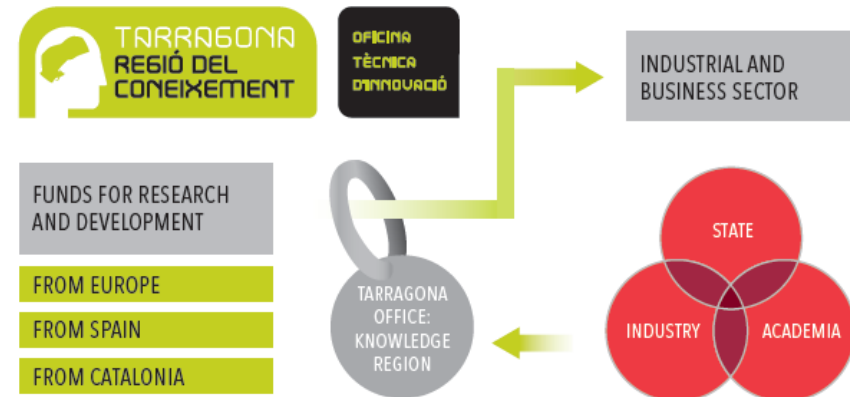 TARRAGONA
REGIÓ DEL
CONEIXEMENT
OFICINA
TÈCNICA
D'INNOVACIÓ
INDUSTRIAL AND
BUSINESS SECTOR
FUNDS FOR RESEARCH
AND DEVELOPMENT
FROM EUROPE
FROM SPAIN
FROM CATALONIA
TARRAGONA
OFFICE:
KNOWLEDGE
REGION
STATE
INDUSTRY
ACADEMIA